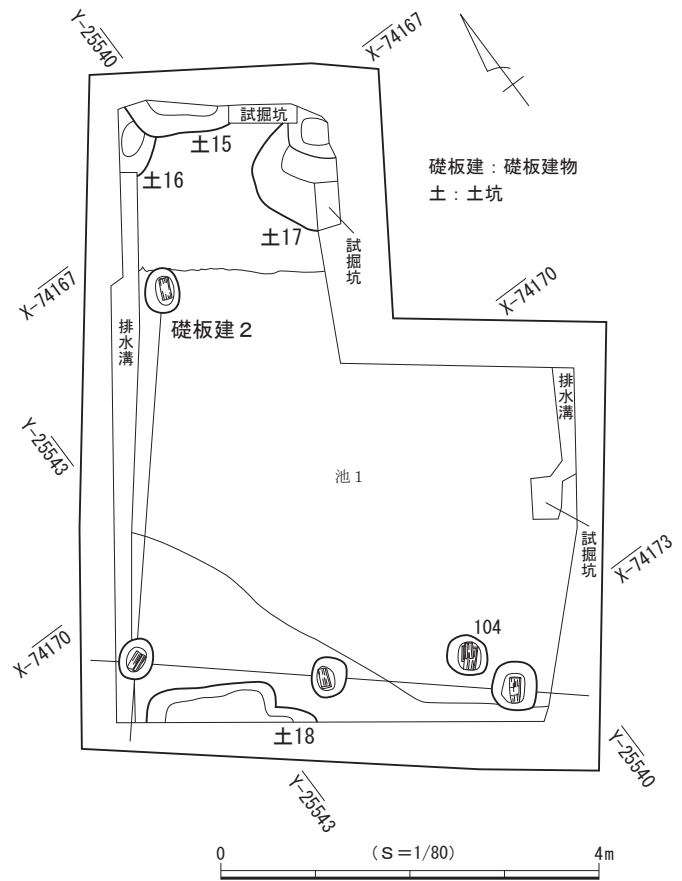 Y-25540
X-74167
試掘坑
土15
礎板建：礎板建物
土：土坑
土16
土17
試掘坑
X-74167
X-74170
礎板建２
排水溝
排水溝
Y-25543
池１
試掘坑
X-74173
104
X-74170
土18
Y-25540
Y-25543
0
（Ｓ＝1/80）
4m